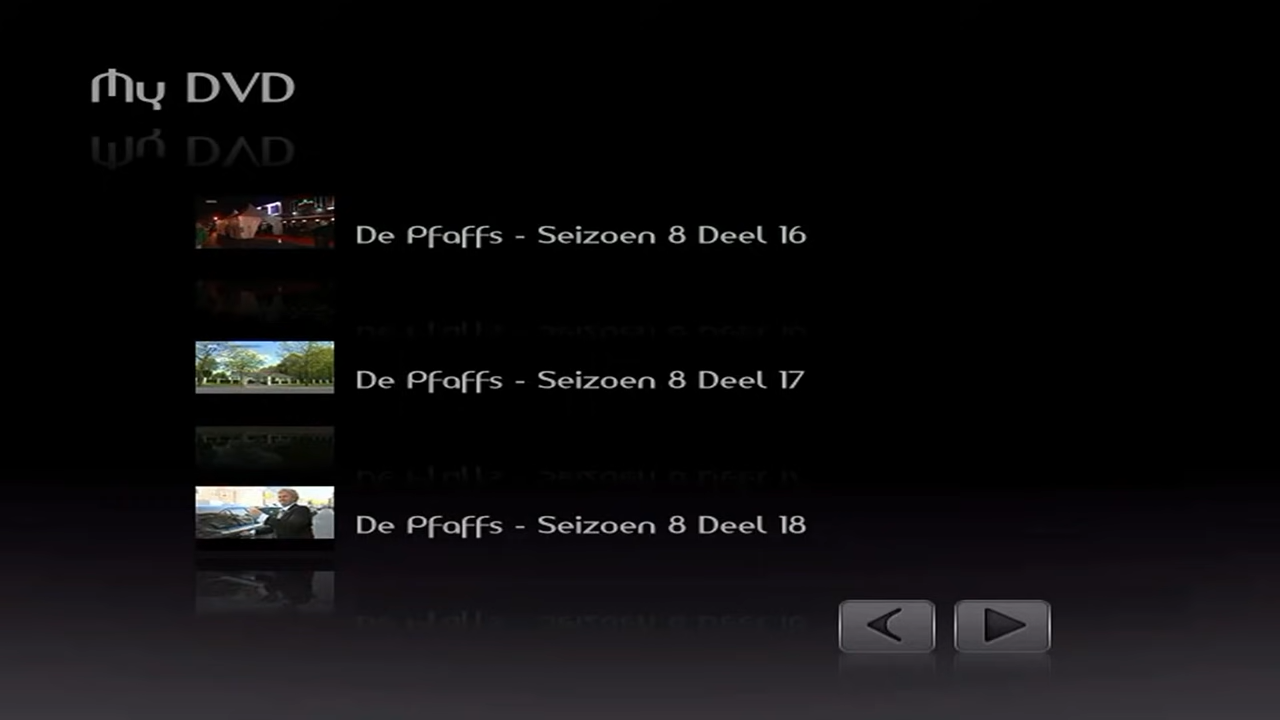 My DVD
De Pfaffs - Seizoen 8 Deel 16
De Pfaffs - Seizoen 8 Deel 17
De Pfaffs - Seizoen 8 Deel 18